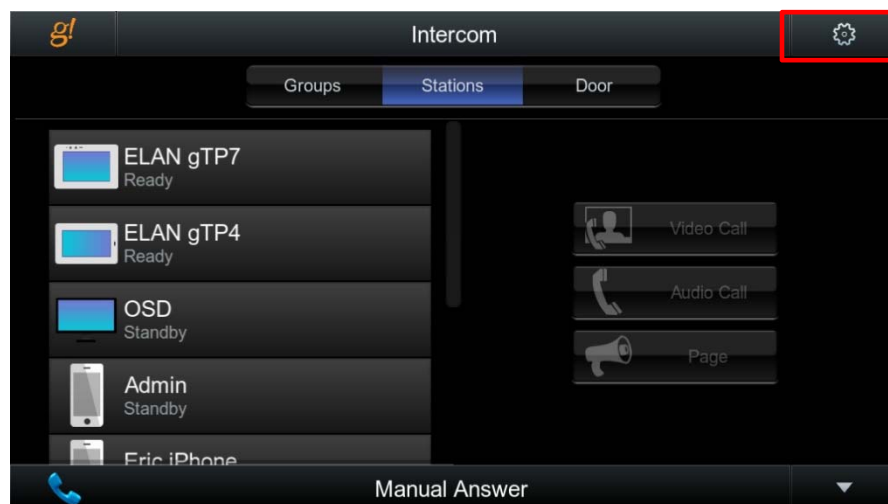 g!
Intercom
Groups Stations Door
ELAN gTP7
Ready
ELAN gTP4
Ready
OSD
Standby
Admin
Standby
Eric iPhone
Video Call
Audio Call
Page
Manual Answer